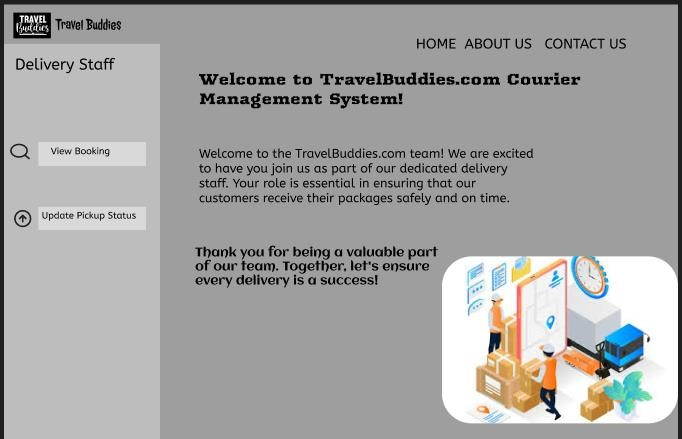 TRAVEL
Buddies
Travel Buddies
HOME ABOUT US CONTACT US
Delivery Staff
Welcome to TravelBuddies.com Courier
Management System!
View Booking
Update Pickup Status
Welcome to the TravelBuddies.com team! We are excited
to have you join us as part of our dedicated delivery
staff. Your role is essential in ensuring that our
customers receive their packages safely and on time.
Thank you for being a valuable part
of our team. Together, let's ensure
every delivery is a success!